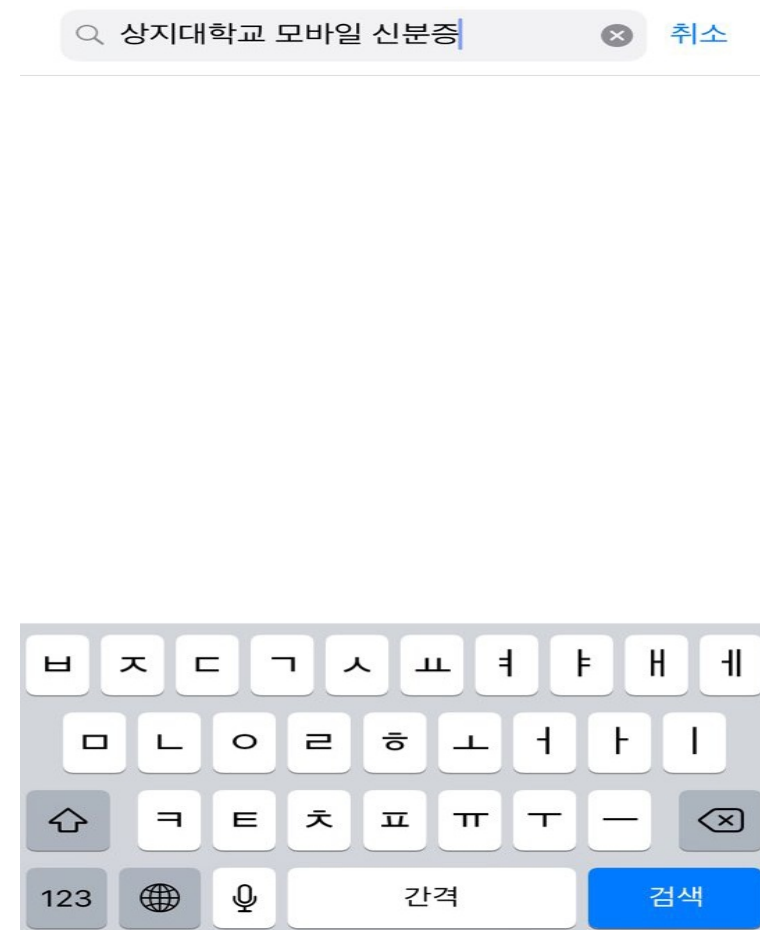 상지대학교 모바일 신분증 취소
ㅂ ㅈ ㄷ ㄱ ㅅ ㅛ ㅕ ㅑ ㅐ ㅔ
ㅁ ㄴ ㅇ ㄹ ㅎ ㅗ ㅓ ㅏ ㅣ
ㅋ ㅌ ㅊ ㅍ ㅠ ㅜ ㅡ
123 간격 검색